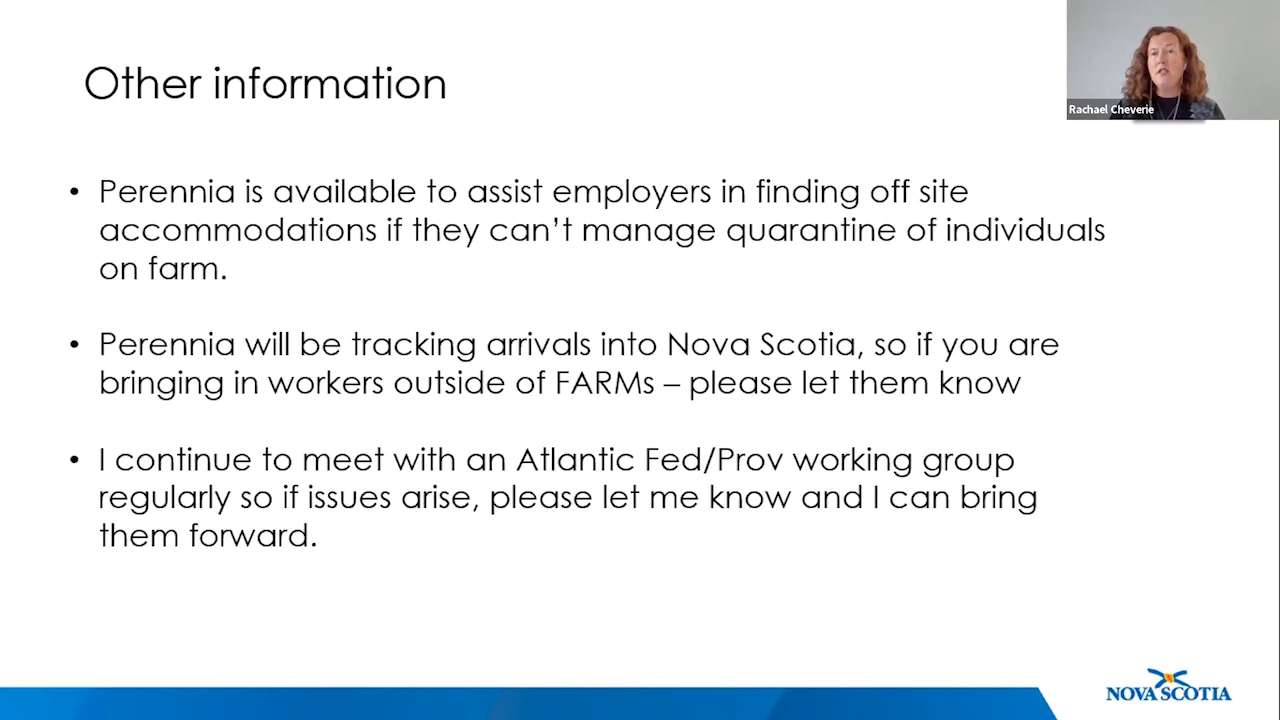 Other information
Rachael Cheverie
• Perennia is available to assist employers in finding off site
accommodations if they can’t manage quarantine of individuals
on farm.
• Perennia will be tracking arrivals into Nova Scotia, so if you are
bringing in workers outside of FARMs – please let them know
• I continue to meet with an Atlantic Fed/Prov working group
regularly so if issues arise, please let me know and I can bring
them forward.
NOVA SCOTIA